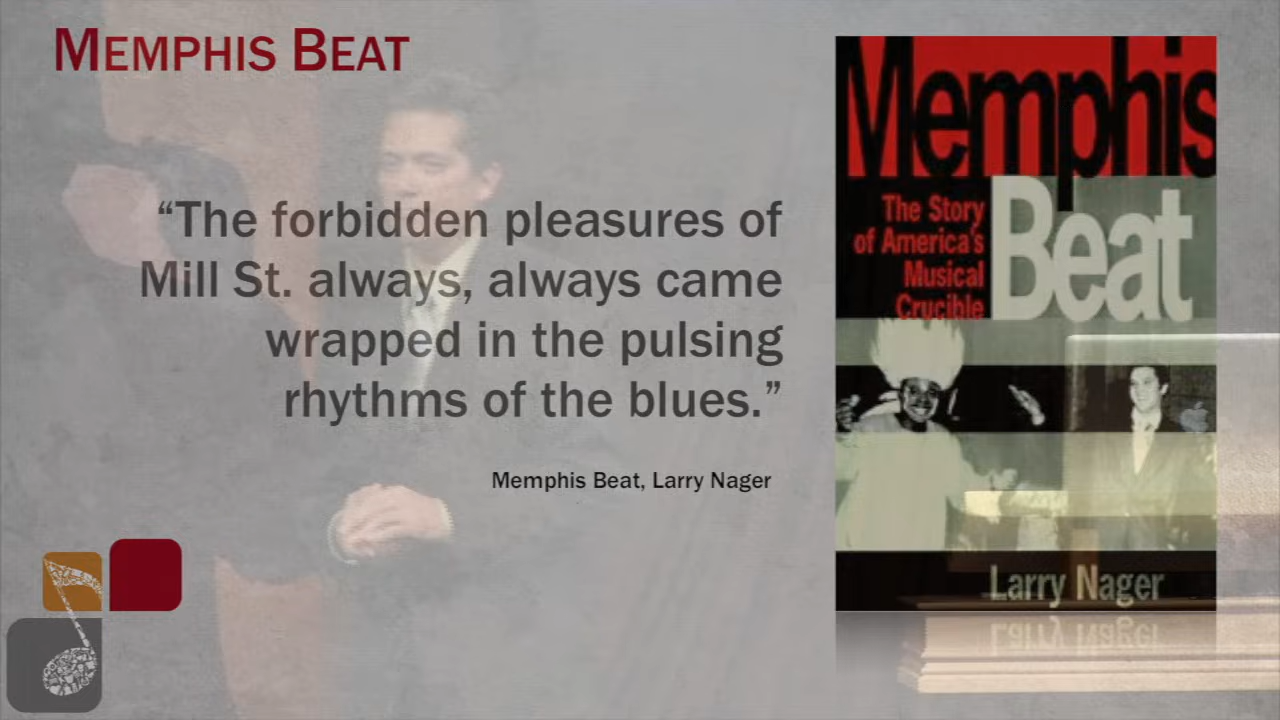 MEMPHIS BEAT
“The forbidden pleasures of
Mill St. always, always came
wrapped in the pulsing
rhythms of the blues.”
Memphis Beat, Larry Nager
Memphis
Beat
The Story
of America's
Musical
Crucible
Larry Nager